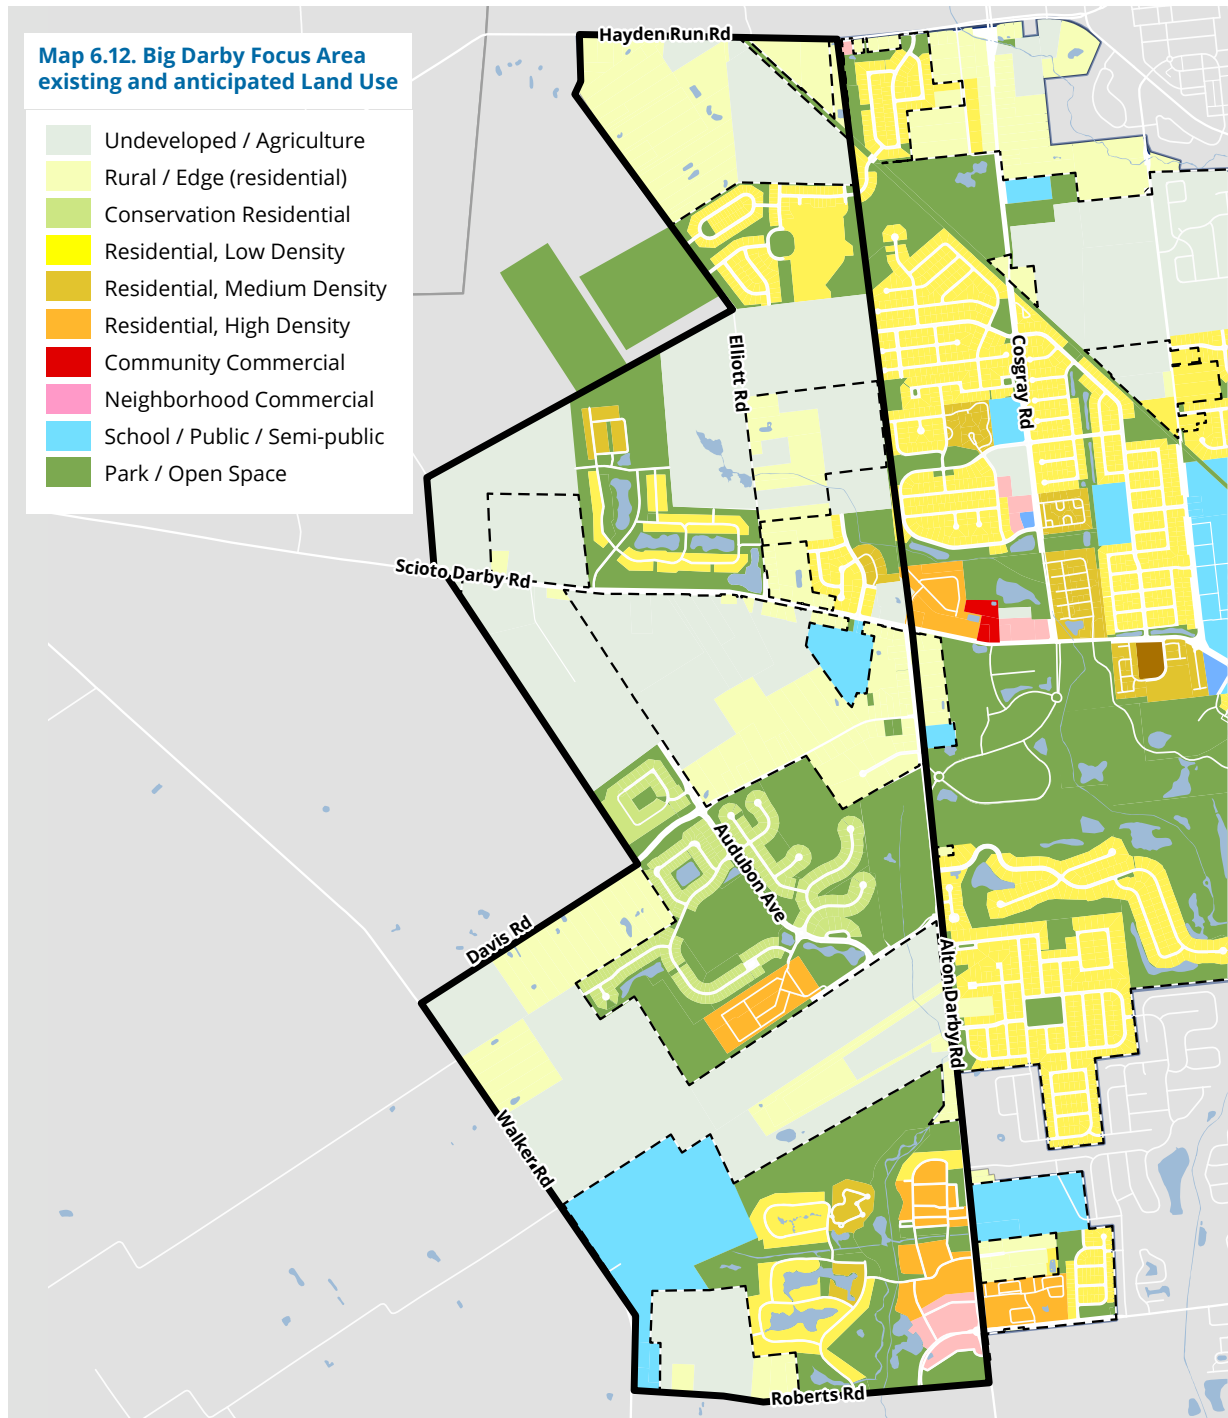 Map 6.12. Big Darby Focus Area
existing and anticipated Land Use
Undeveloped / Agriculture
Rural / Edge (residential)
Conservation Residential
Residential, Low Density
Residential, Medium Density
Residential, High Density
Community Commercial
Neighborhood Commercial
School / Public / Semi-public
Park / Open Space
Hayden Run Rd
Elliott Rd
Cosgray Rd
Scioto Darby Rd
Audubon Ave
Davis Rd
Alton Darby Rd
Walker Rd
Roberts Rd